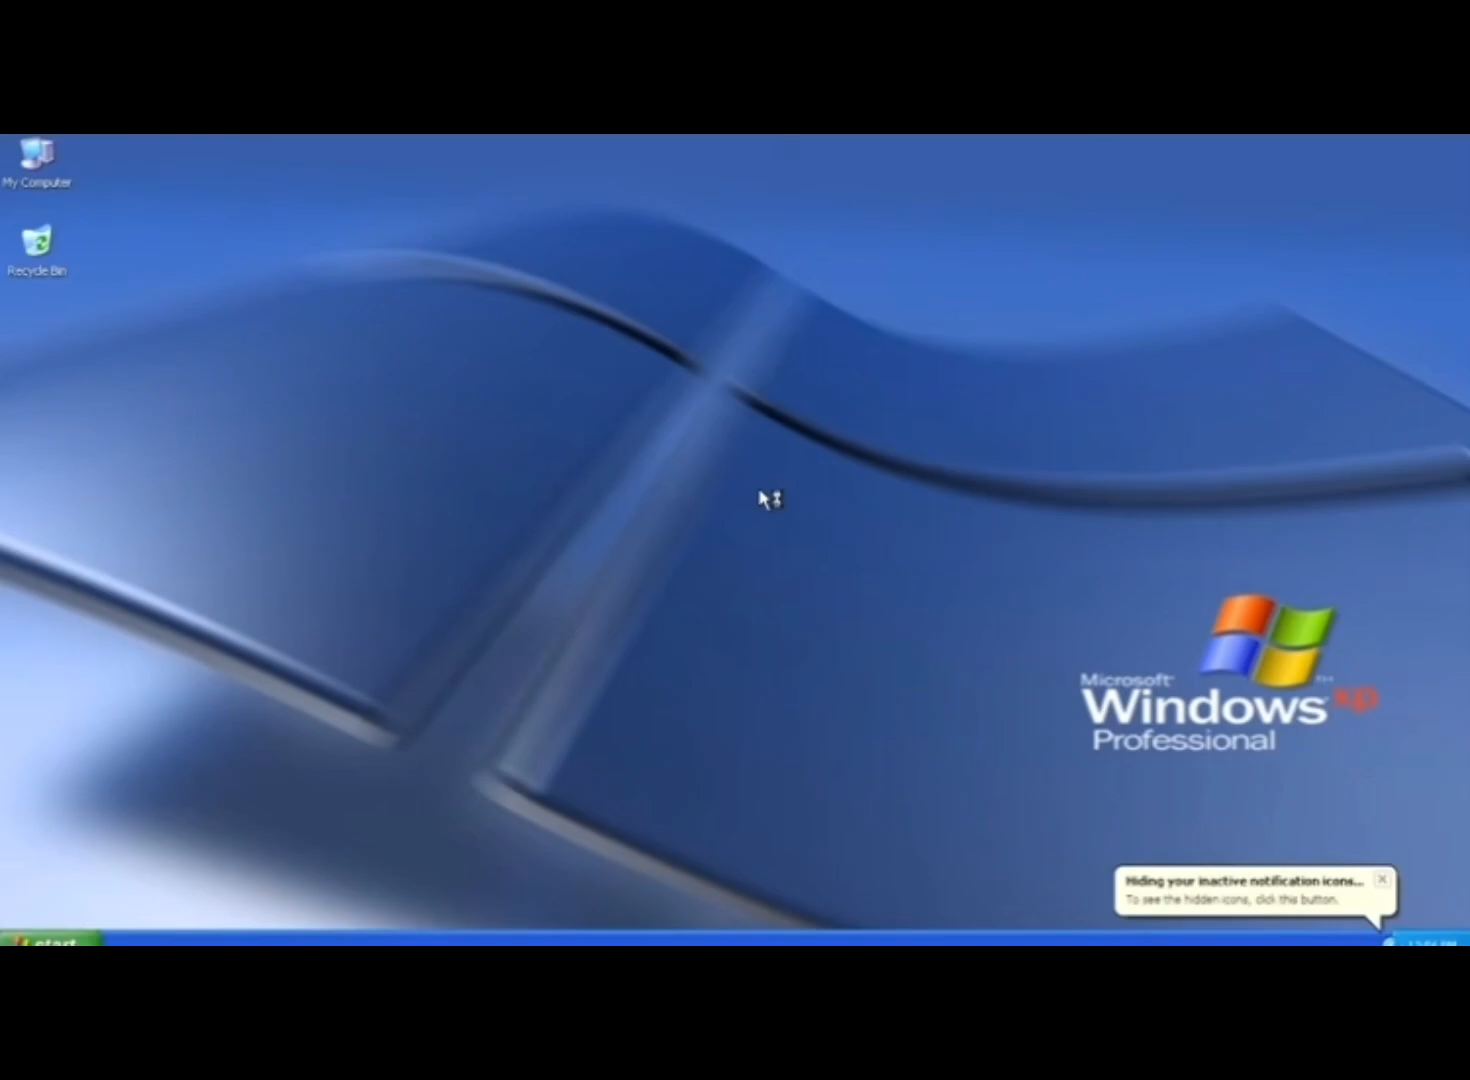 My Computer
Recycle Bin
Microsoft
Windows xp
Professional
Hiding your inactive notification icons...
To see the hidden icons, click this button.
start